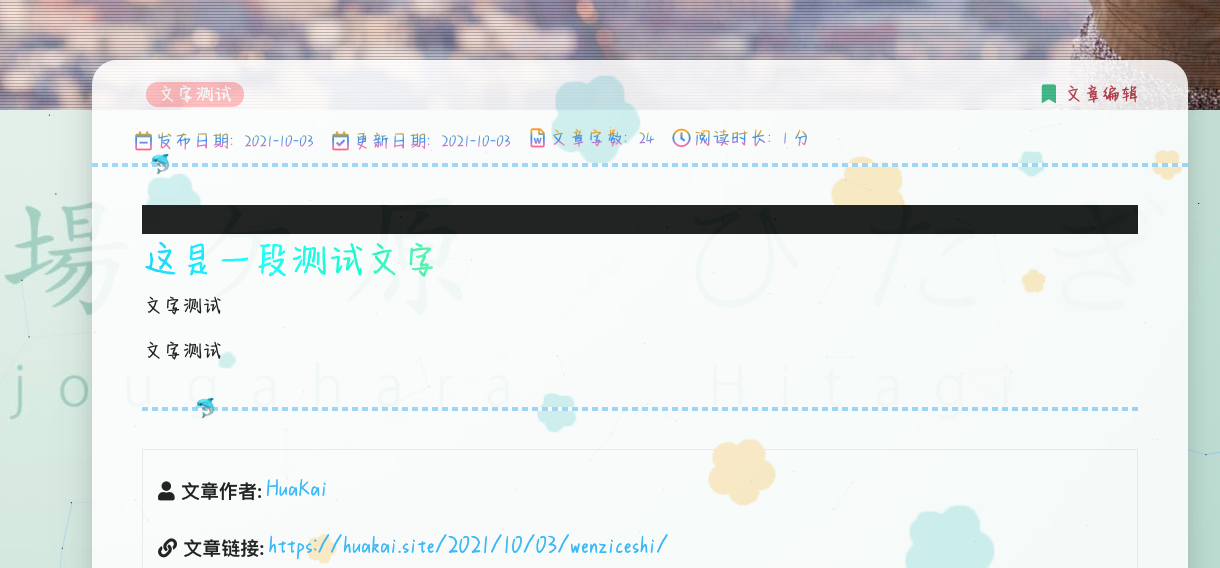 文字测试
文章编辑
发布日期: 2021-10-03 更新日期: 2021-10-03 文章字数: 24 阅读时长: 1 分
这是一段测试文字
場ヶ原 ひたぎ
文字测试
文字测试
jougahara Hitagi
文章作者: HuaKai
文章链接: https://huakai.site/2021/10/03/wenziceshi/